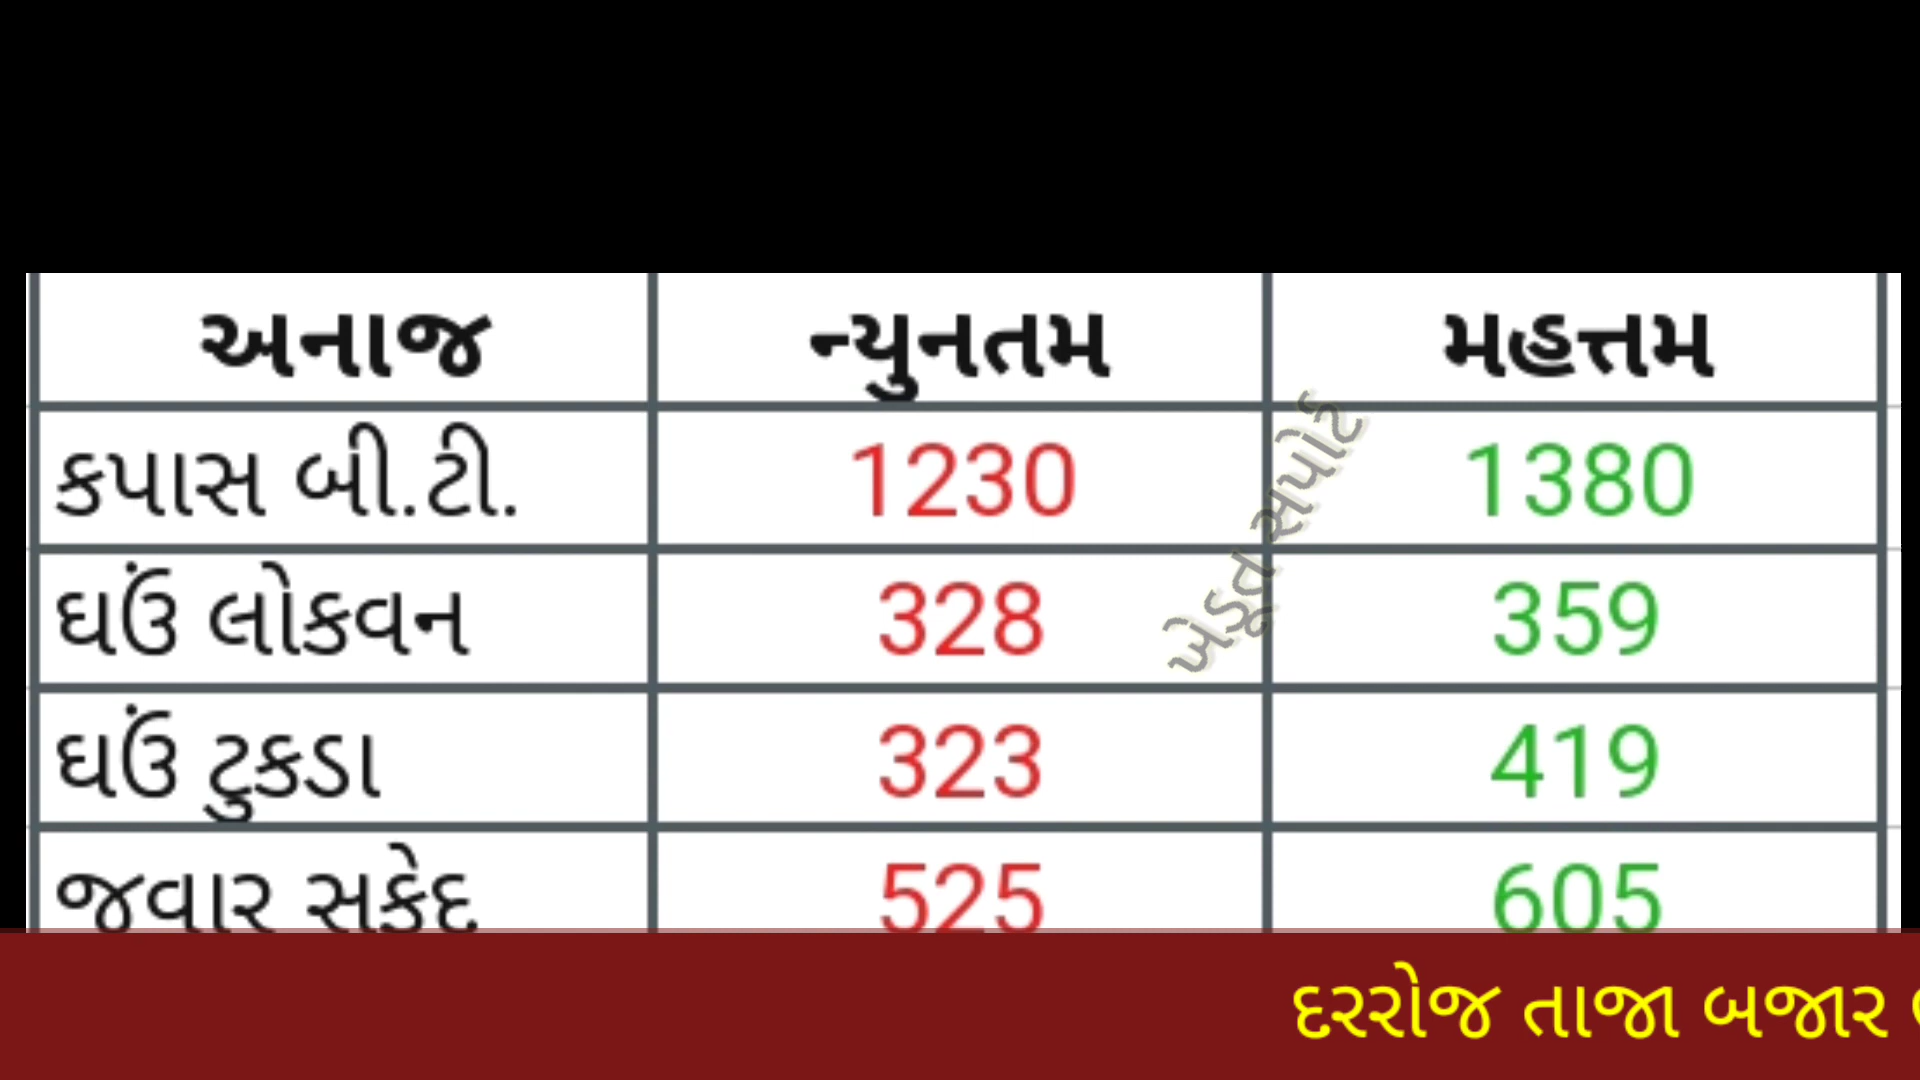 અનાજ ન્યુનતમ મહત્તમ
કપાસ બી.ટી. 1230 1380
ઘઉં લોકવન 328 359
ઘઉં ટુકડા 323 419
જવાર સફેદ 525 605
ખેડૂત સપોર્ટ
દરરોજ તાજા બજાર